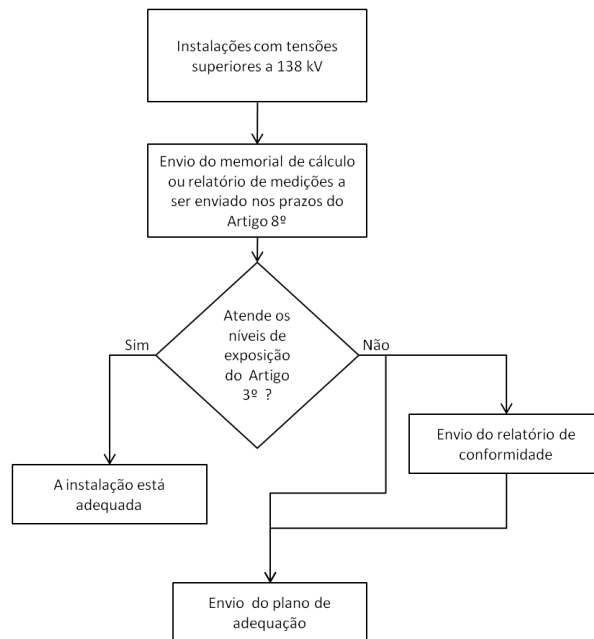 Instalações com tensões
superiores a 138 kV
Envio do memorial de cálculo
ou relatório de medições a
ser enviado nos prazos do
Artigo 8º
Atende os
níveis de
exposição
do Artigo
3º ?
Sim
Não
Envio do relatório de
conformidade
A instalação está
adequada
Envio do plano de
adequação